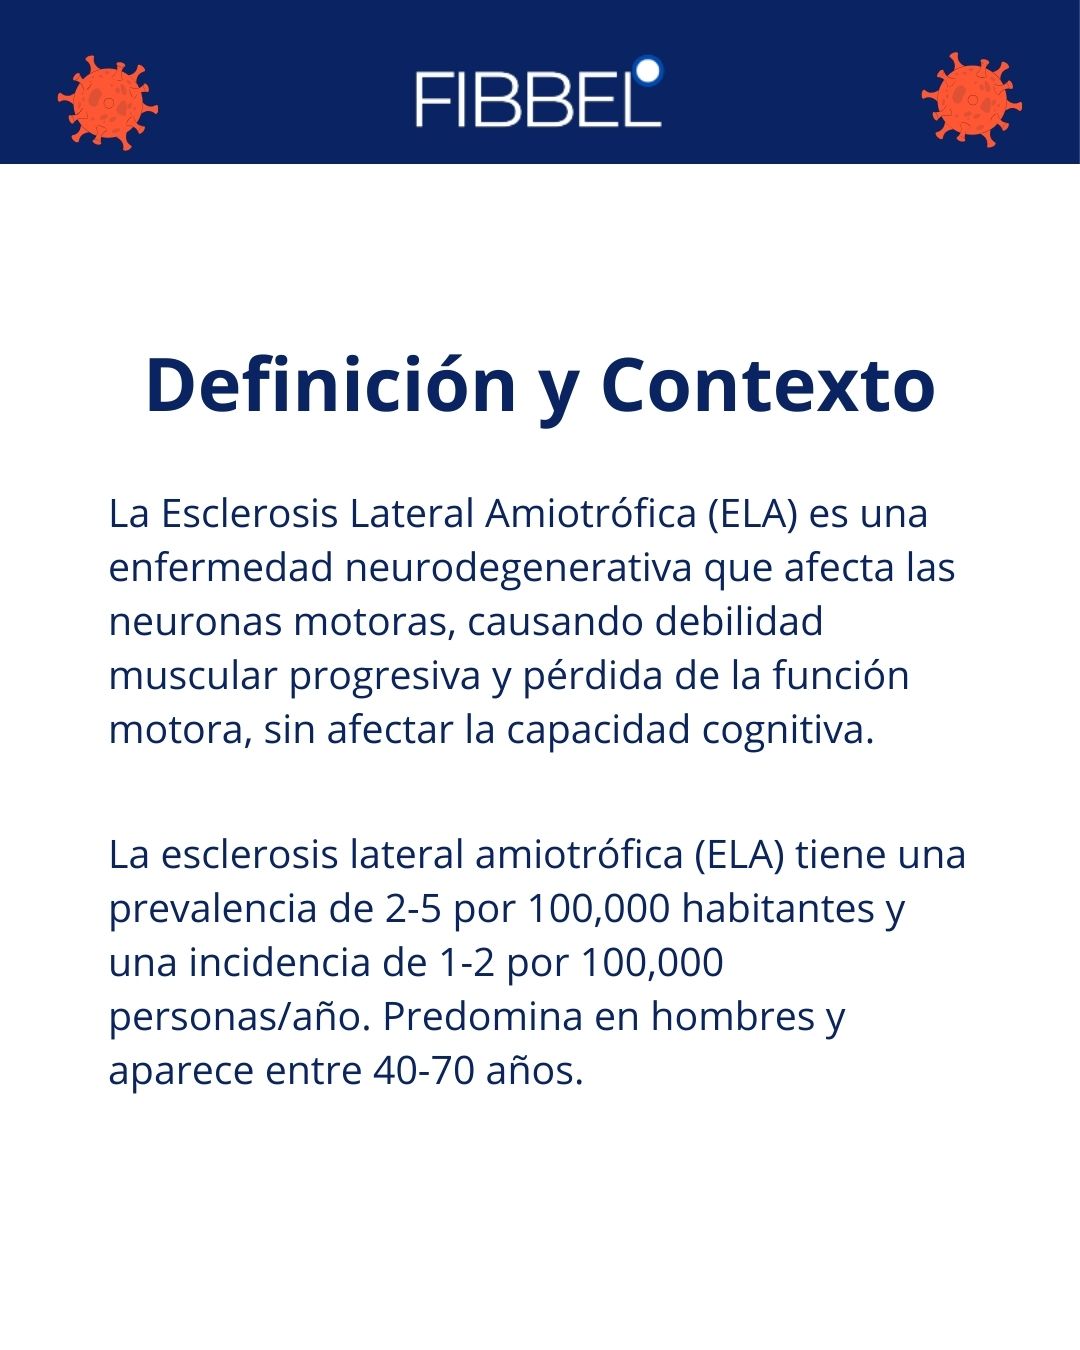 FIBBEL
Definición y Contexto
La Esclerosis Lateral Amiotrófica (ELA) es una
enfermedad neurodegenerativa que afecta las
neuronas motoras, causando debilidad
muscular progresiva y pérdida de la función
motora, sin afectar la capacidad cognitiva.
La esclerosis lateral amiotrófica (ELA) tiene una
prevalencia de 2-5 por 100,000 habitantes y
una incidencia de 1-2 por 100,000
personas/año. Predomina en hombres y
aparece entre 40-70 años.